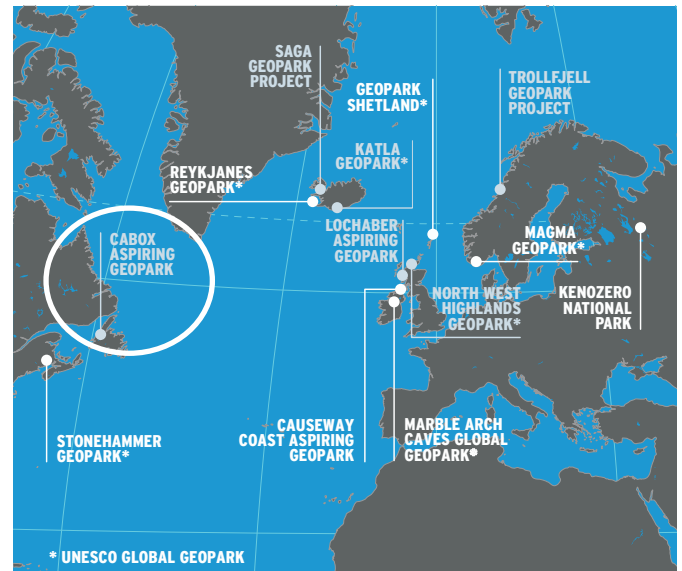 SAGA
GEOPARK
PROJECT
GEOPARK
SHETLAND*
TROLLFJELL
GEOPARK
PROJECT
KATLA
GEOPARK*
REYKJANES
GEOPARK*
LOCHABER
ASPIRING
GEOPARK
CABOX
ASPIRING
GEOPARK
MAGMA
GEOPARK*
NORTH WEST
HIGHLANDS
GEOPARK*
KENOZERO
NATIONAL
PARK
STONEHAMMER
GEOPARK*
CAUSEWAY
COAST ASPIRING
GEOPARK
MARBLE ARCH
CAVES GLOBAL
GEOPARK*
* UNESCO GLOBAL GEOPARK